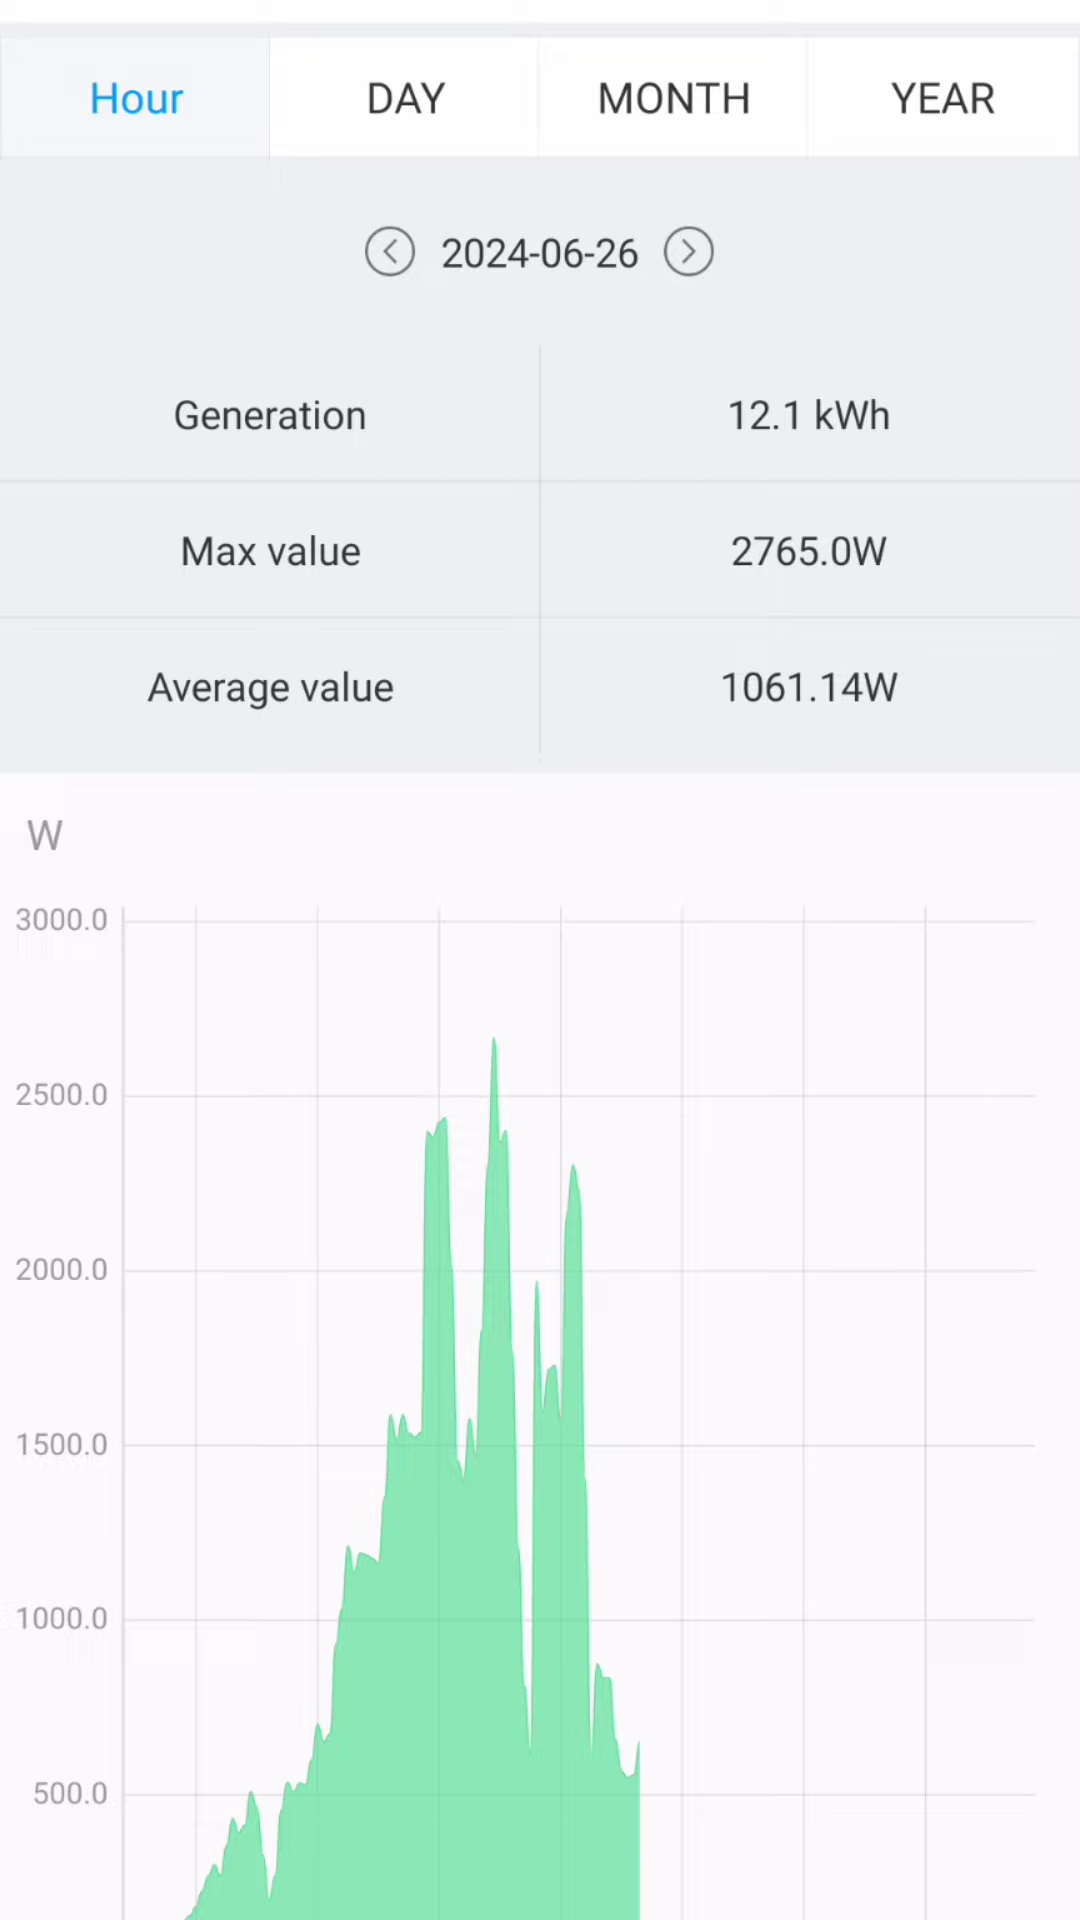 Hour DAY MONTH YEAR
2024-06-26
Generation 12.1 kWh
Max value 2765.0W
Average value 1061.14W
W
3000.0
2500.0
2000.0
1500.0
1000.0
500.0